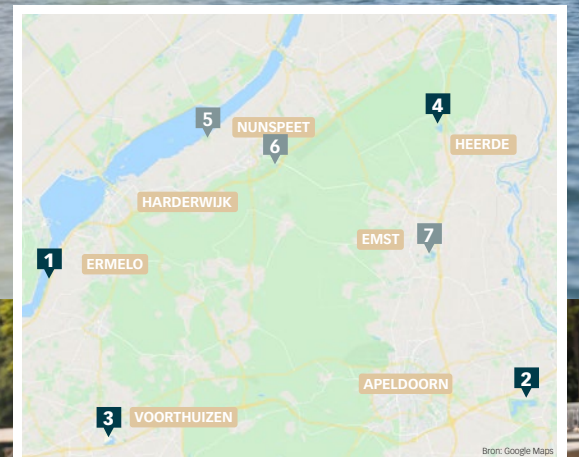 4
5
NUNSPEET
6
HEERDE
HARDERWIJK
7
EMST
1
ERMELO
2
APELDOORN
3
VOORTHUIZEN
Bron: Google Maps